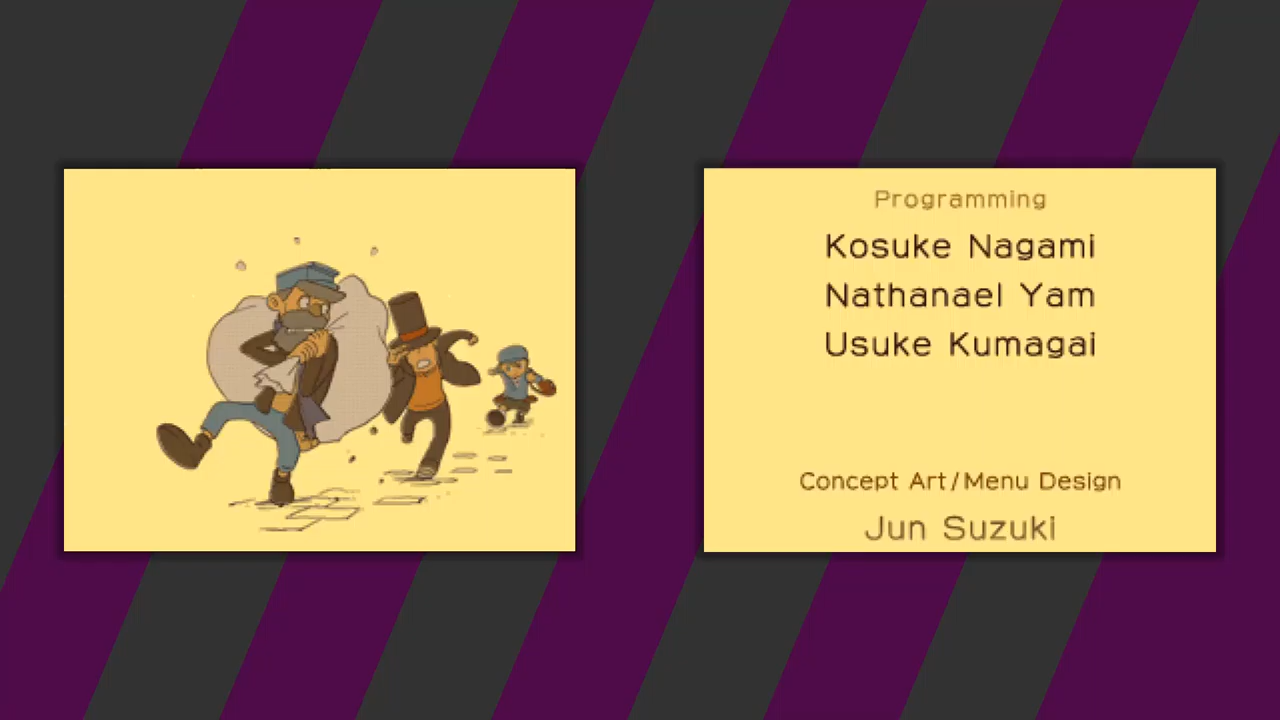 Programming
Kosuke Nagami
Nathanael Yam
Usuke Kumagai
Concept Art/Menu Design
Jun Suzuki